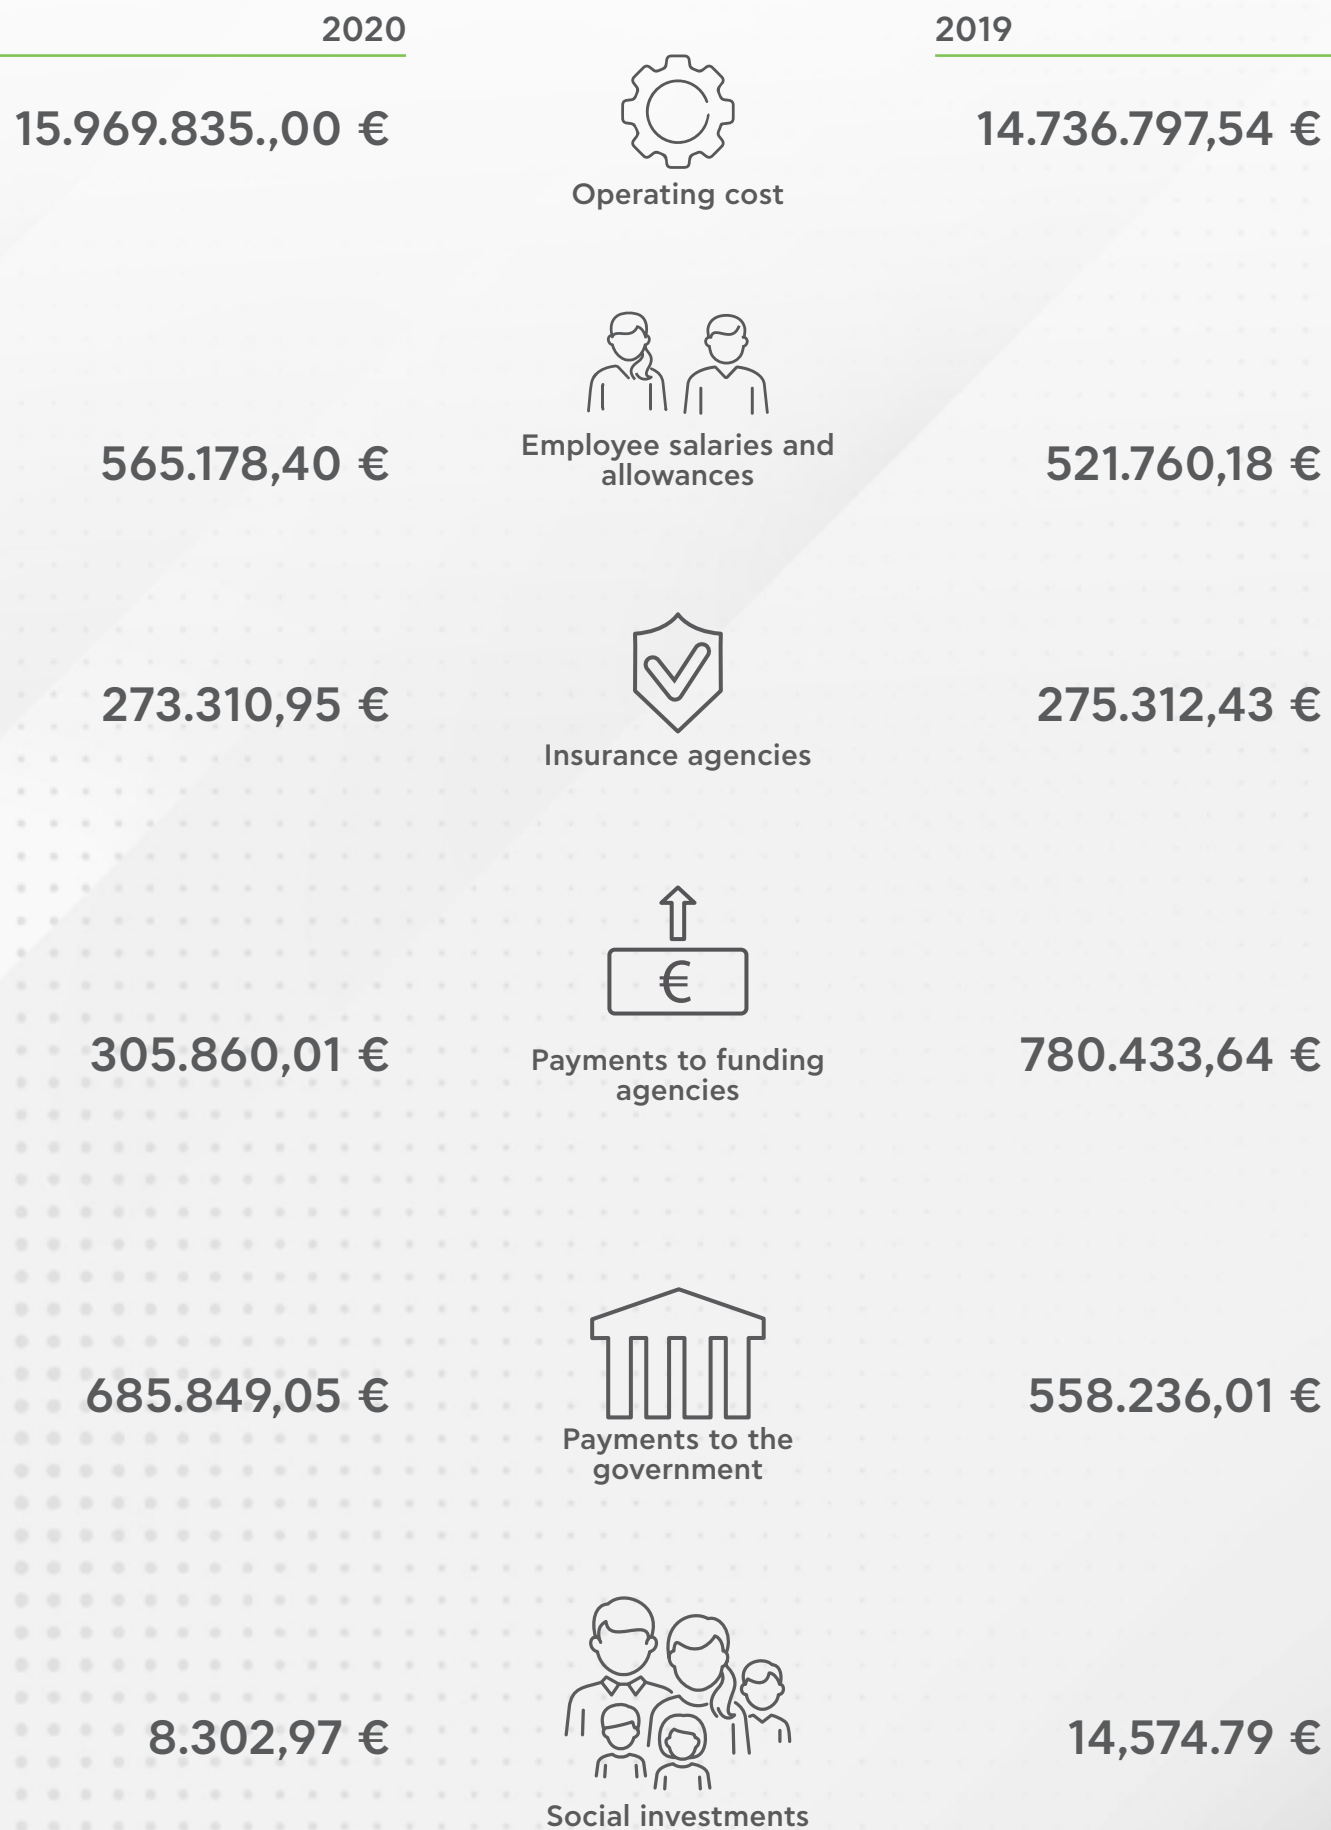 2020
2019
15.969.835.,00 €
14.736.797,54 €
Operating cost
565.178,40 €
Employee salaries and
allowances
521.760,18 €
273.310,95 €
275.312,43 €
Insurance agencies
€
305.860,01 €
Payments to funding
agencies
780.433,64 €
685.849,05 €
558.236,01 €
Payments to the
government
8.302,97 €
14,574.79 €
Social investments